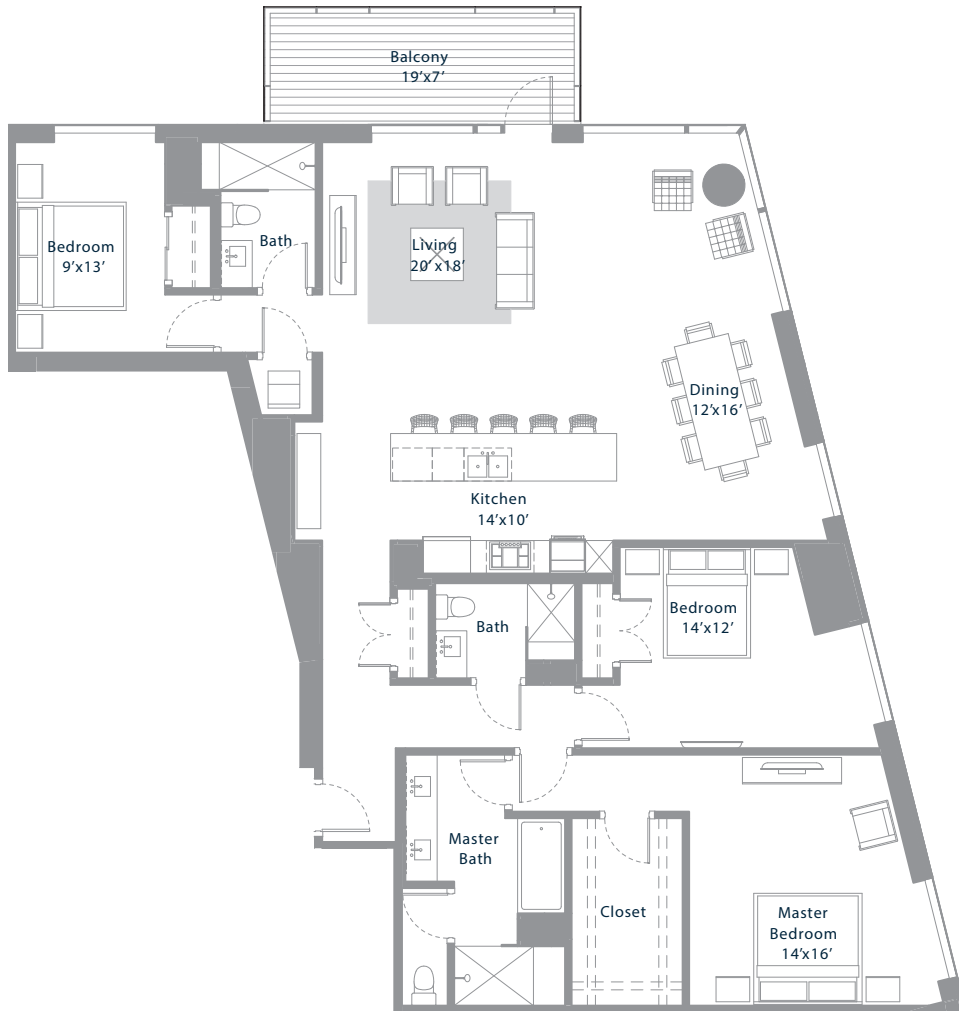 Balcony
19’x7’
Bedroom
9’x13’
Bath
Living
20’x18’
Dining
12’x16’
Kitchen
14’x10’
Bath
Bedroom
14’x12’
Master
Bath
Closet
Master
Bedroom
14’x16’